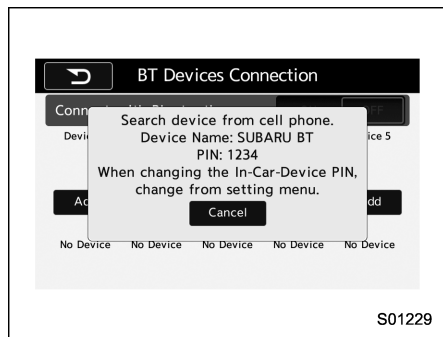 BT Devices Connection
Search device from cell phone.
Device Name: SUBARU BT
PIN: 1234
When changing the In-Car-Device PIN,
change from setting menu.
Cancel
No Device No Device No Device No Device No Device
S01229